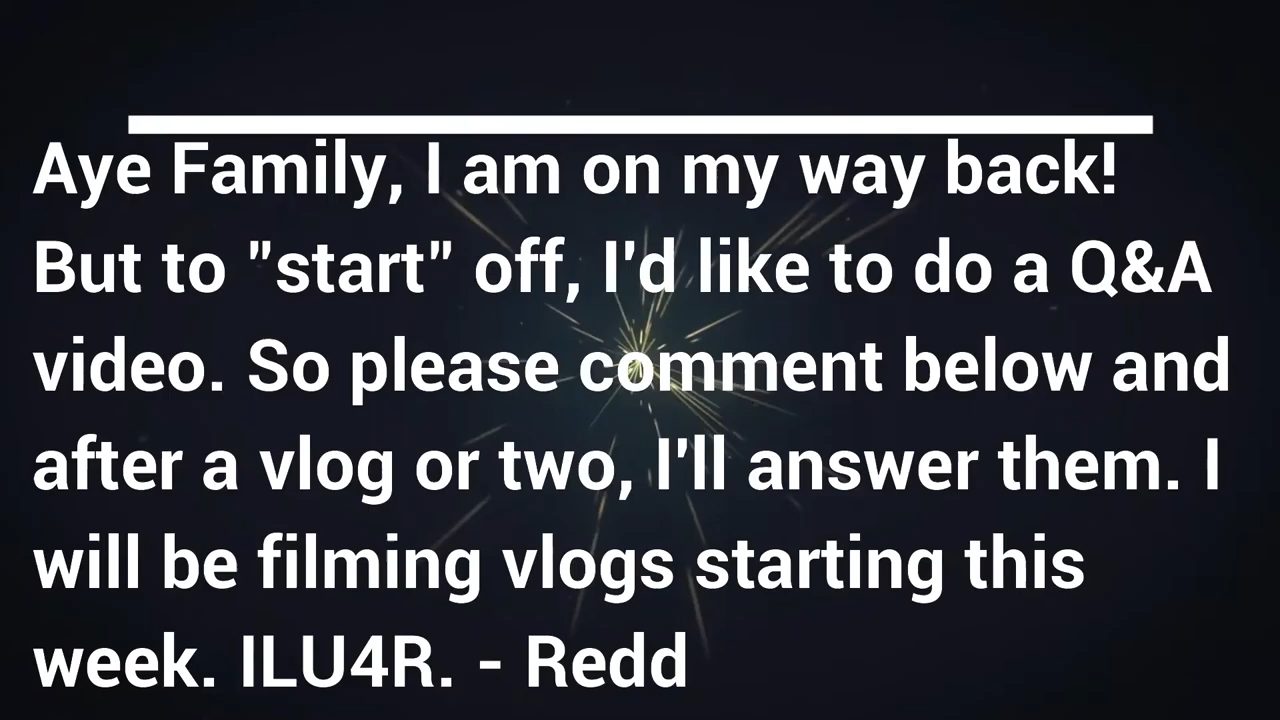 Aye Family, I am on my way back!
But to "start" off, I'd like to do a Q&A
video. So please comment below and
after a vlog or two, I'll answer them. I
will be filming vlogs starting this
week. ILU4R. - Redd